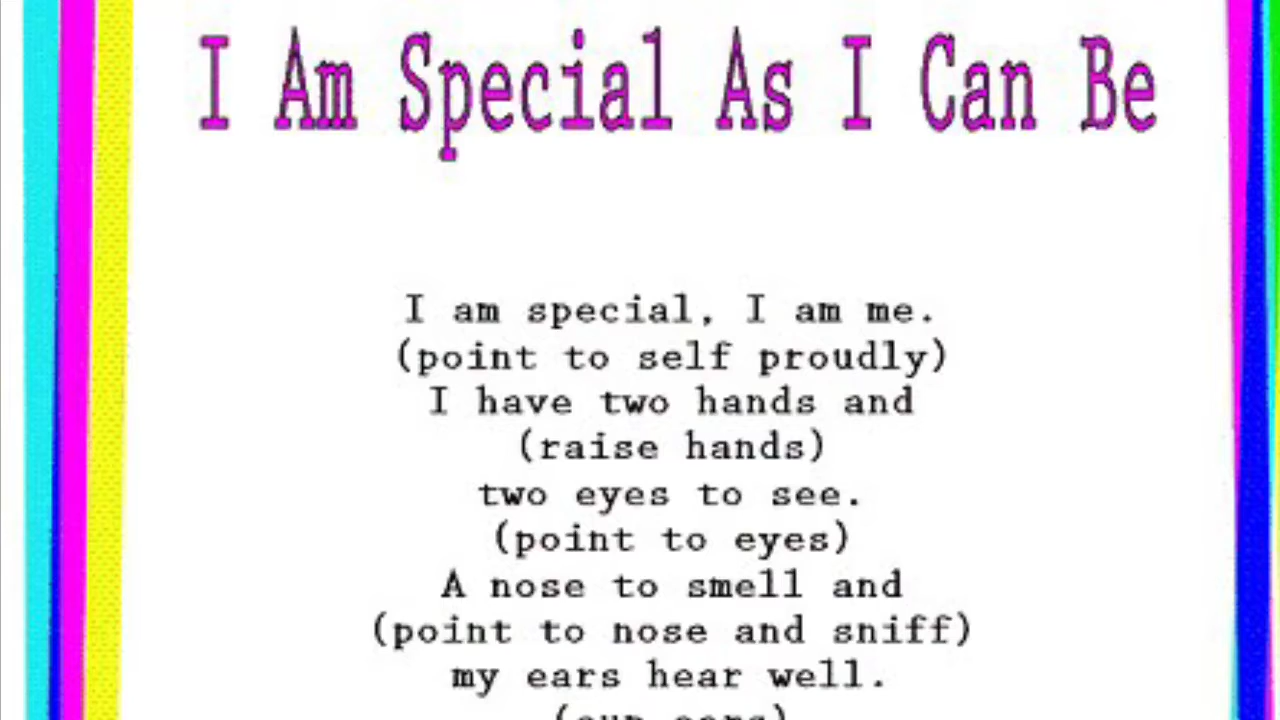 I Am Special As I Can Be
I am special, I am me.
(point to self proudly)
I have two hands and
(raise hands)
two eyes to see.
(point to eyes)
A nose to smell and
(point to nose and sniff)
my ears hear well.
(cup ears)